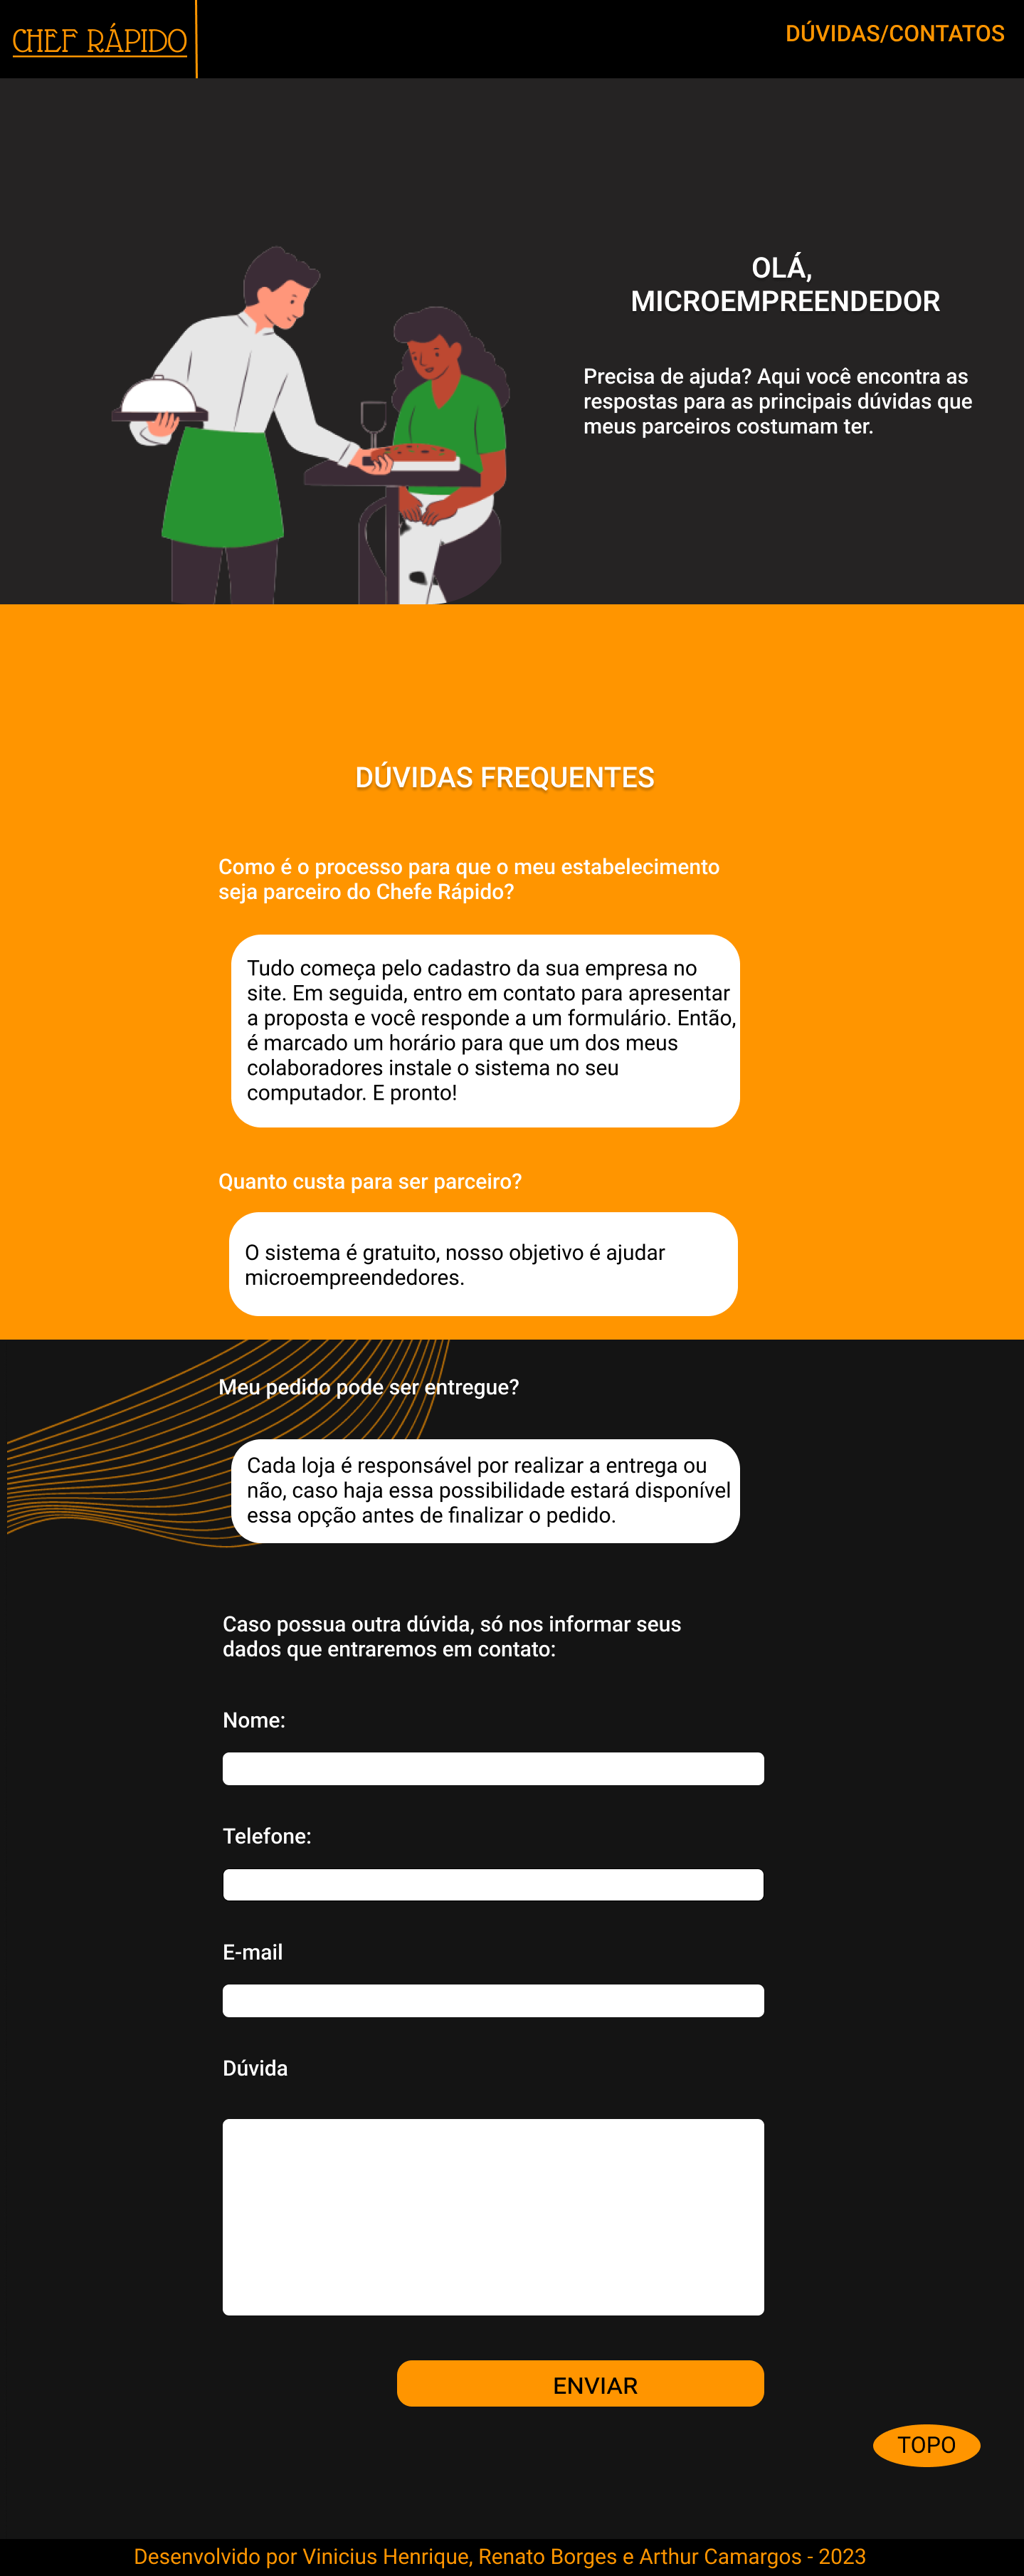 CHEF RÁPIDO
DÚVIDAS/CONTATOS
OLÁ,
MICROEMPREENDEDOR
Precisa de ajuda? Aqui você encontra as
respostas para as principais dúvidas que
meus parceiros costumam ter.
DÚVIDAS FREQUENTES
Como é o processo para que o meu estabelecimento
seja parceiro do Chefe Rápido?
Tudo começa pelo cadastro da sua empresa no
site. Em seguida, entro em contato para apresentar
a proposta e você responde a um formulário. Então,
é marcado um horário para que um dos meus
colaboradores instale o sistema no seu
computador. E pronto!
Quanto custa para ser parceiro?
O sistema é gratuito, nosso objetivo é ajudar
microempreendedores.
Meu pedido pode ser entregue?
Cada loja é responsável por realizar a entrega ou
não, caso haja essa possibilidade estará disponível
essa opção antes de finalizar o pedido.
Caso possua outra dúvida, só nos informar seus
dados que entraremos em contato:
Nome:
Telefone:
E-mail
Dúvida
ENVIAR
TOPO
Desenvolvido por Vinicius Henrique, Renato Borges e Arthur Camargos - 2023